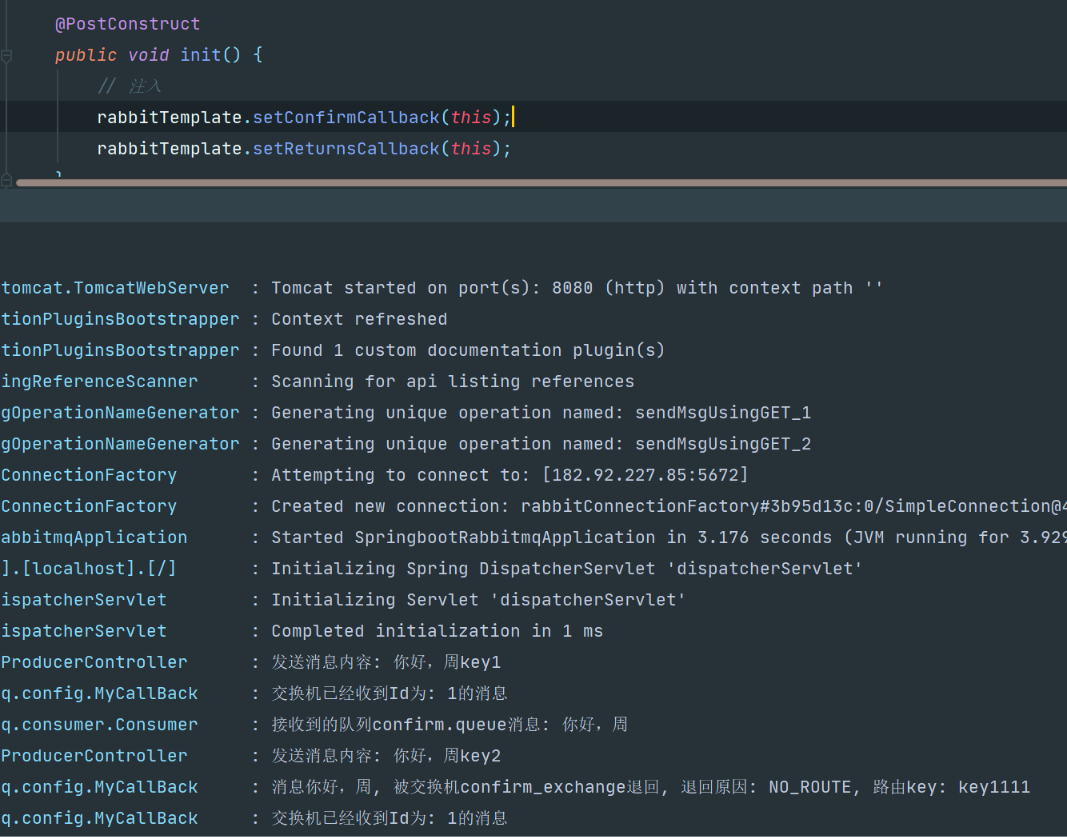 @PostConstruct
public void init() {
// 注入
rabbitTemplate.setConfirmCallback(this);
rabbitTemplate.setReturnsCallback(this);
}
tomcat.TomcatWebServer : Tomcat started on port(s): 8080 (http) with context path ''
tionPluginsBootstrapper : Context refreshed
tionPluginsBootstrapper : Found 1 custom documentation plugin(s)
ingReferenceScanner : Scanning for api listing references
gOperationNameGenerator : Generating unique operation named: sendMsgUsingGET_1
gOperationNameGenerator : Generating unique operation named: sendMsgUsingGET_2
ConnectionFactory : Attempting to connect to: [182.92.227.85:5672]
ConnectionFactory : Created new connection: rabbitConnectionFactory#3b95d13c:0/SimpleConnection@4
abbitmqApplication : Started SpringbootRabbitmqApplication in 3.176 seconds (JVM running for 3.929
].[localhost].[/] : Initializing Spring DispatcherServlet 'dispatcherServlet'
ispatcherServlet : Initializing Servlet 'dispatcherServlet'
ispatcherServlet : Completed initialization in 1 ms
ProducerController : 发送消息内容: 你好，周key1
q.config.MyCallBack : 交换机已经收到Id为: 1的消息
q.consumer.Consumer : 接收到的队列confirm.queue消息: 你好，周
ProducerController : 发送消息内容: 你好，周key2
q.config.MyCallBack : 消息你好，周, 被交换机confirm_exchange退回, 退回原因: NO_ROUTE, 路由key: key1111
q.config.MyCallBack : 交换机已经收到Id为: 1的消息